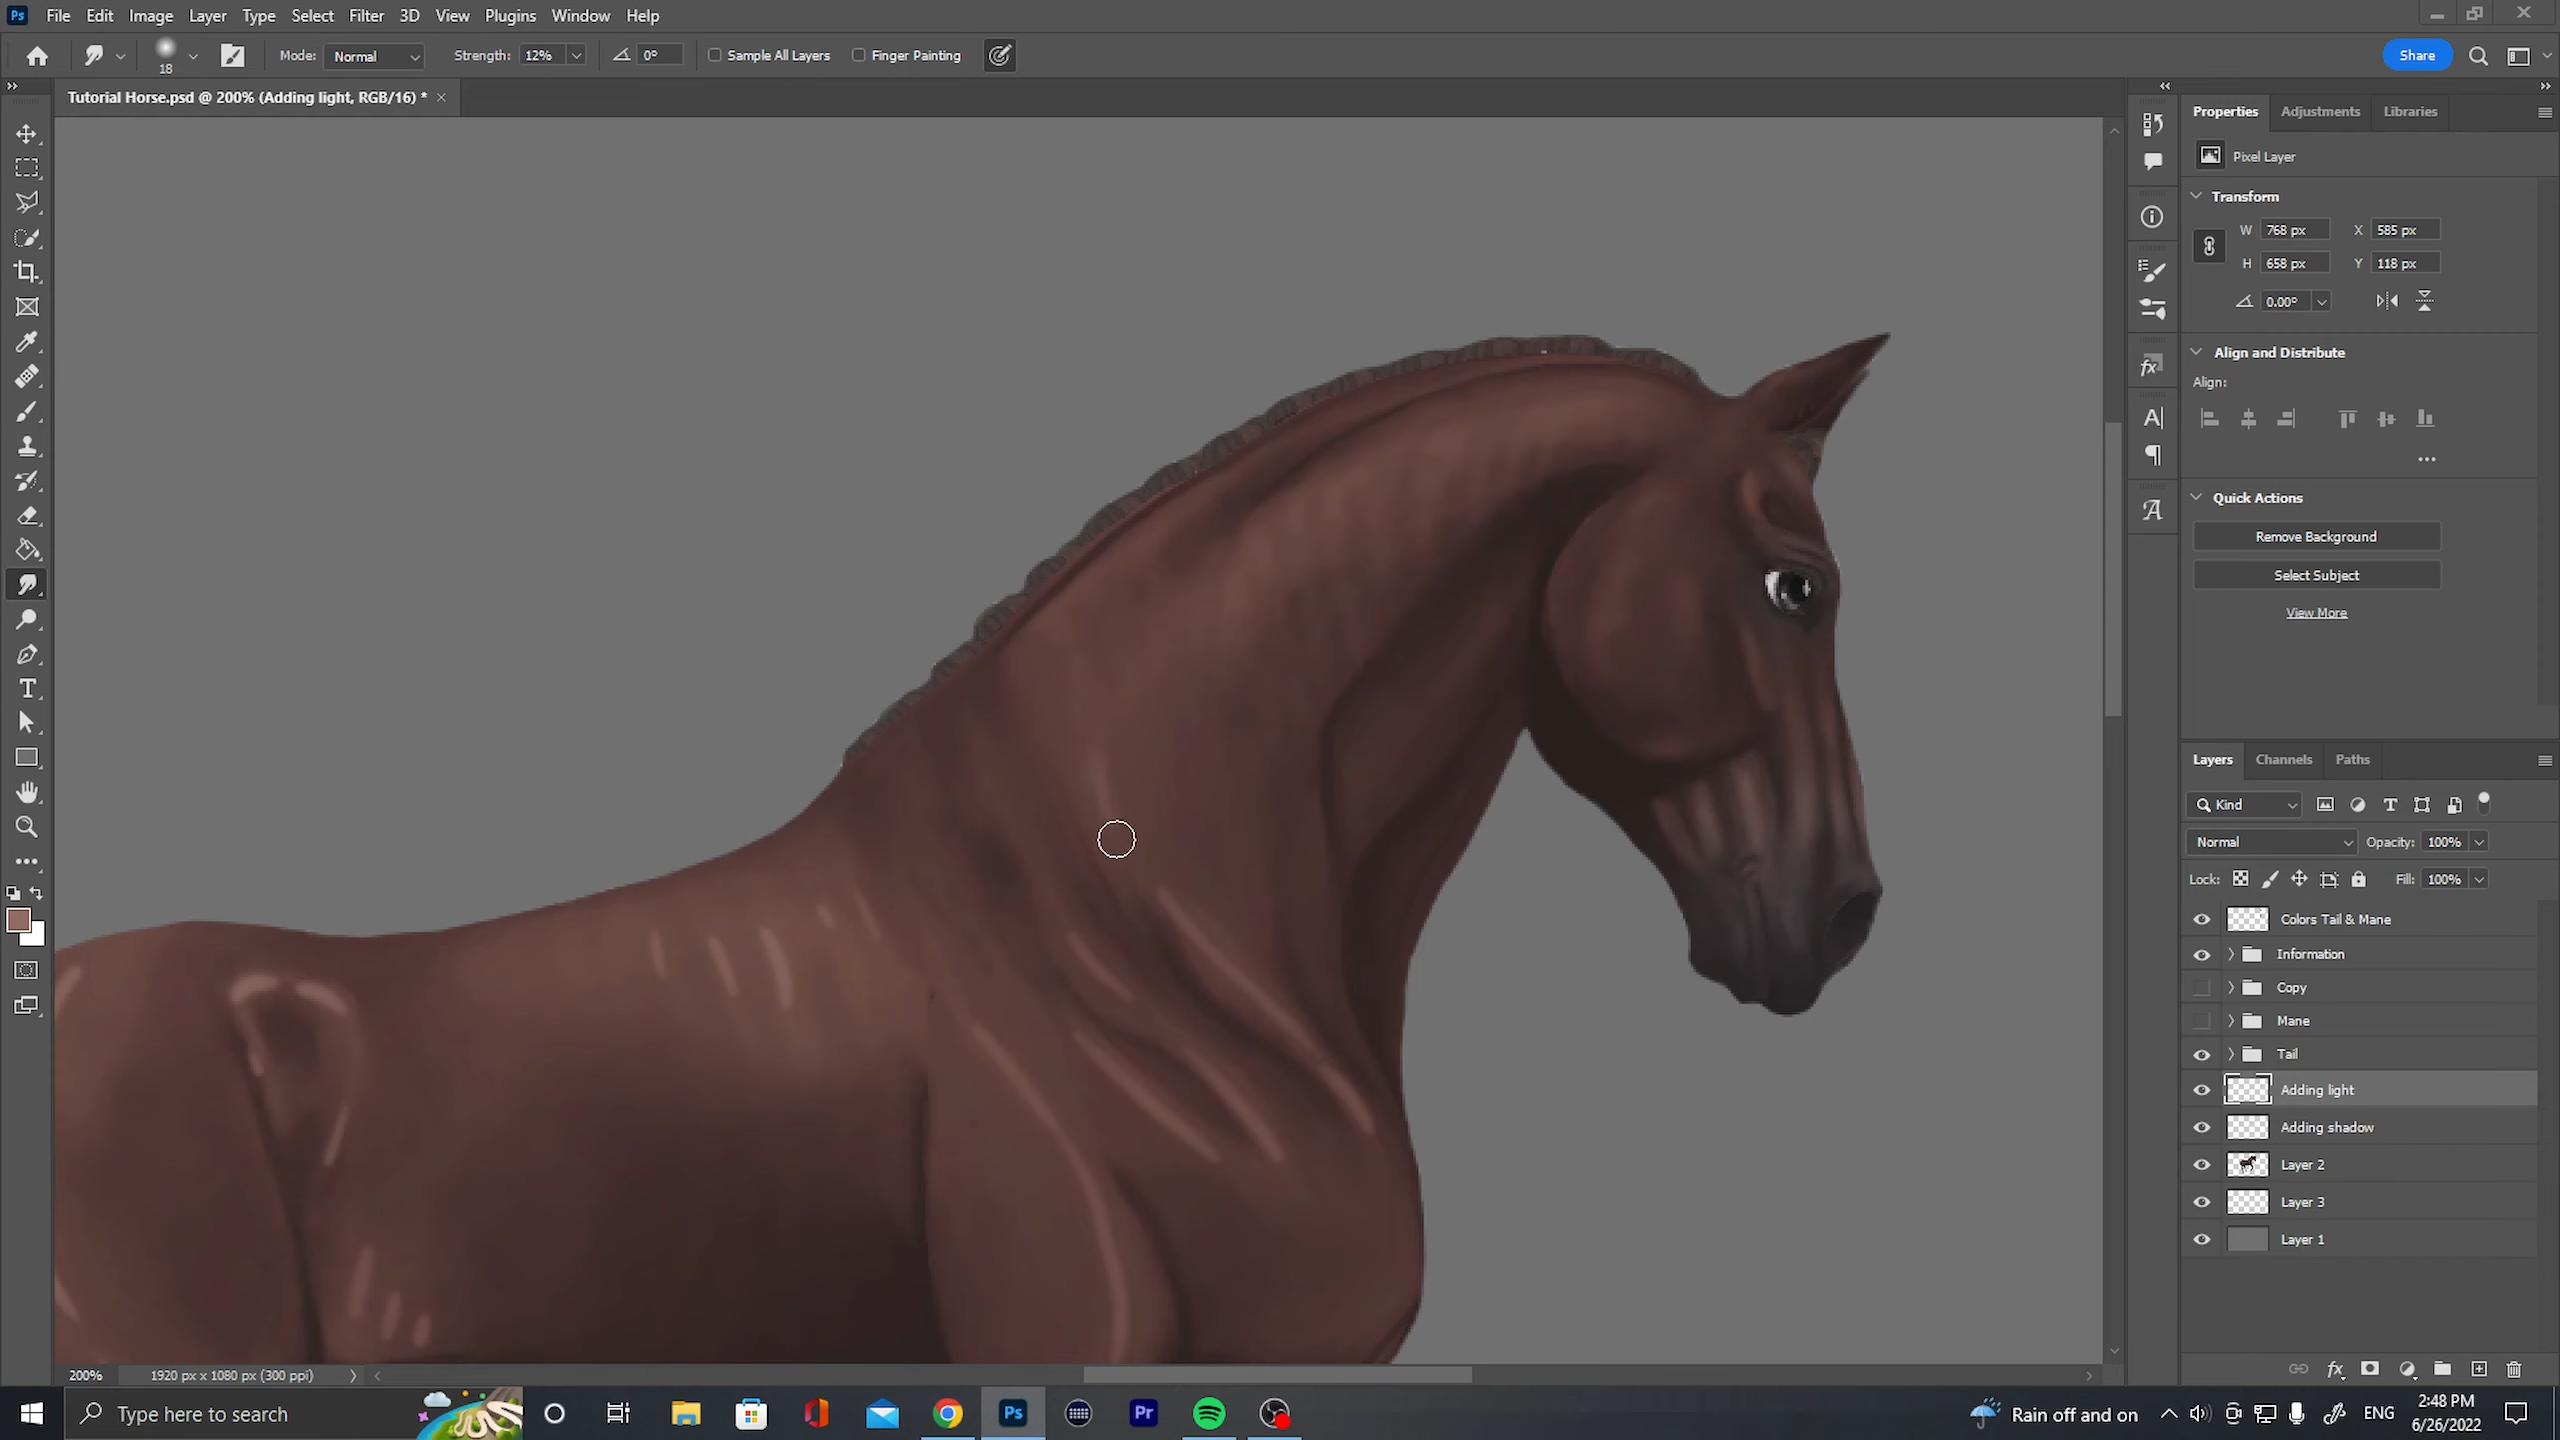 Ps File Edit Image Layer Type Select Filter 3D View Plugins Window Help
18 Mode: Normal Strength: 12% 0° Sample All Layers Finger Painting Share
Tutorial Horse.psd @ 200% (Adding light, RGB/16) *
Properties Adjustments Libraries
Pixel Layer
Transform
W 768 px X 585 px
H 658 px Y 118 px
0.00°
Align and Distribute
Align:
Quick Actions
Remove Background
Select Subject
View More
Layers Channels Paths
Kind
Normal Opacity: 100%
Lock: Fill: 100%
Colors Tail & Mane
Information
Copy
Mane
Tail
Adding light
Adding shadow
Layer 2
Layer 3
Layer 1
200% 1920 px x 1080 px (300 ppi)
Type here to search Ps Pr Rain off and on ENG 2:48 PM
6/26/2022